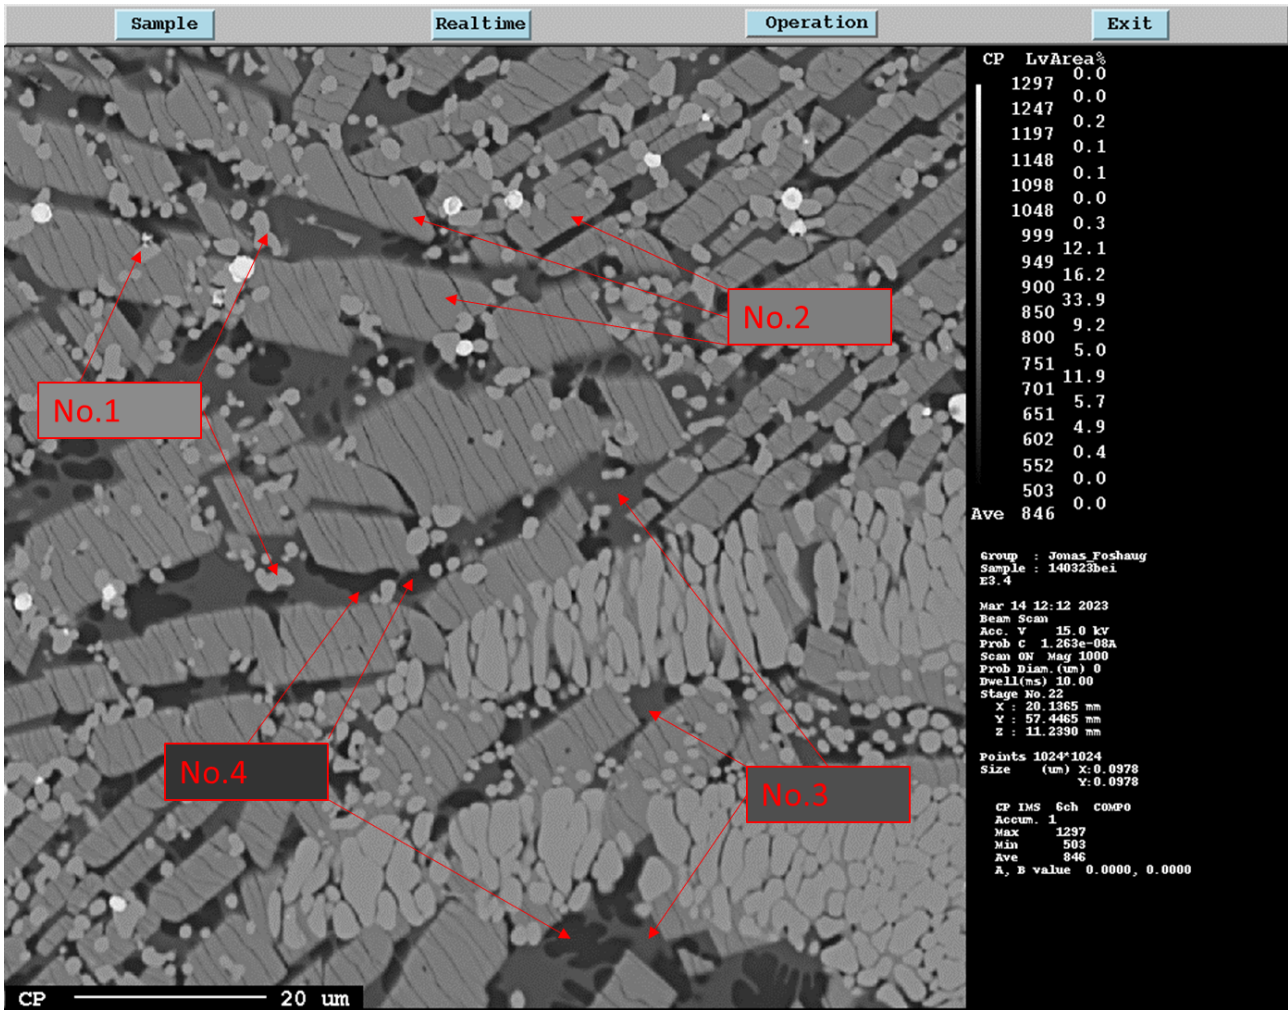 Sample Realtime Operation Exit
CP LvArea%
0.0
1297
0.0
1247
0.2
1197
0.1
1148
0.1
1098
0.0
1048
0.3
999
12.1
949
16.2
900
33.9
850
9.2
800
5.0
751
11.9
701
5.7
651
4.9
602
0.4
552
0.0
503
0.0
Ave 846
Group : Jonas_Foshaug
Sample : 140323bei
E3.4
Mar 14 12:12 2023
Beam Scan
Acc. V 15.0 kV
Prob C 1.263e-08A
Scan ON Mag 1000
Prob Diam.(um) 0
Dwell(ms) 10.00
Stage No.22
X : 20.1365 mm
Y : 57.4465 mm
Z : 11.2390 mm
Points 1024*1024
Size (um) X:0.0978
Y:0.0978
CP IMS 6ch COMPO
Accum. 1
Max 1297
Min 503
Ave 846
A, B value 0.0000, 0.0000
No.2
No.1
No.4
No.3
CP 20 um